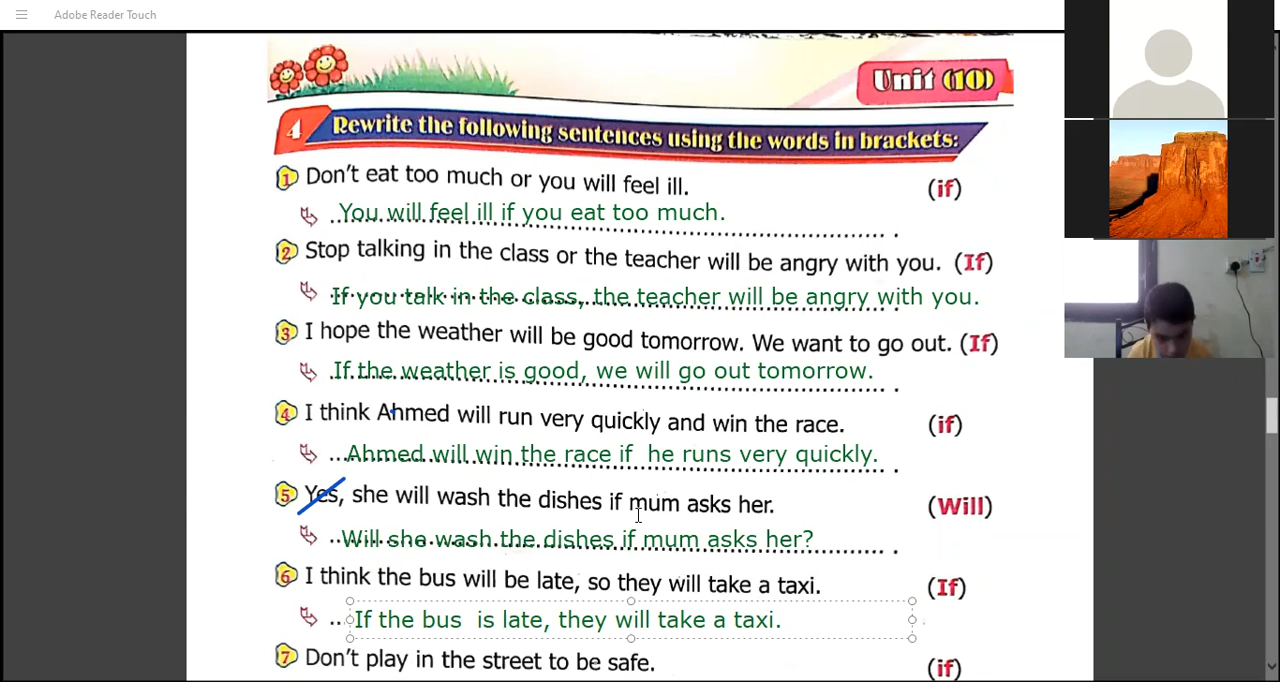 Adobe Reader Touch
Unit (10)
4 Rewrite the following sentences using the words in brackets:
1 Don't eat too much or you will feel ill. (if)
You will feel ill if you eat too much.
2 Stop talking in the class or the teacher will be angry with you. (If)
If you talk in the class, the teacher will be angry with you.
3 I hope the weather will be good tomorrow. We want to go out. (If)
If the weather is good, we will go out tomorrow.
4 I think Ahmed will run very quickly and win the race. (if)
Ahmed will win the race if he runs very quickly.
5 Yes, she will wash the dishes if mum asks her. (Will)
Will she wash the dishes if mum asks her?
6 I think the bus will be late, so they will take a taxi. (If)
If the bus is late, they will take a taxi.
7 Don't play in the street to be safe. (if)